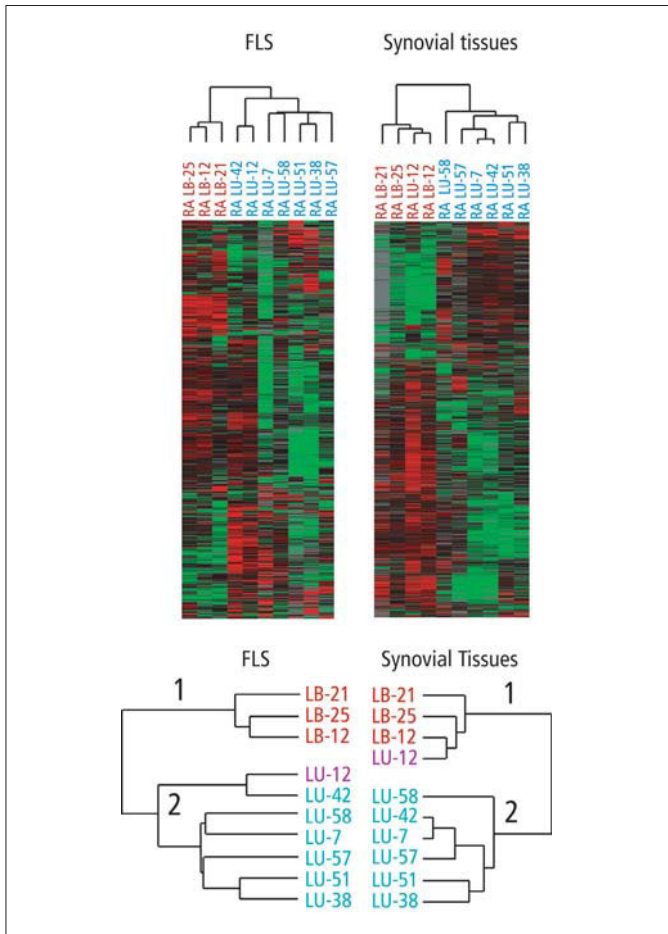 FLS
Synovial tissues
RA LB-25
RA LB-12
RA LB-21
RA LU-42
RA LU-12
RA LU-7
RA LU-58
RA LU-51
RA LU-38
RA LU-57
RA LB-21
RA LB-25
RA LU-12
RA LB-12
RA LU-58
RA LU-57
RA LU-7
RA LU-42
RA LU-51
RA LU-38
FLS
Synovial Tissues
1
LB-21
LB-25
LB-12
LU-12
2
LU-42
LU-58
LU-7
LU-57
LU-51
LU-38
LB-21
1
LB-25
LB-12
LU-12
LU-58
2
LU-42
LU-7
LU-57
LU-51
LU-38